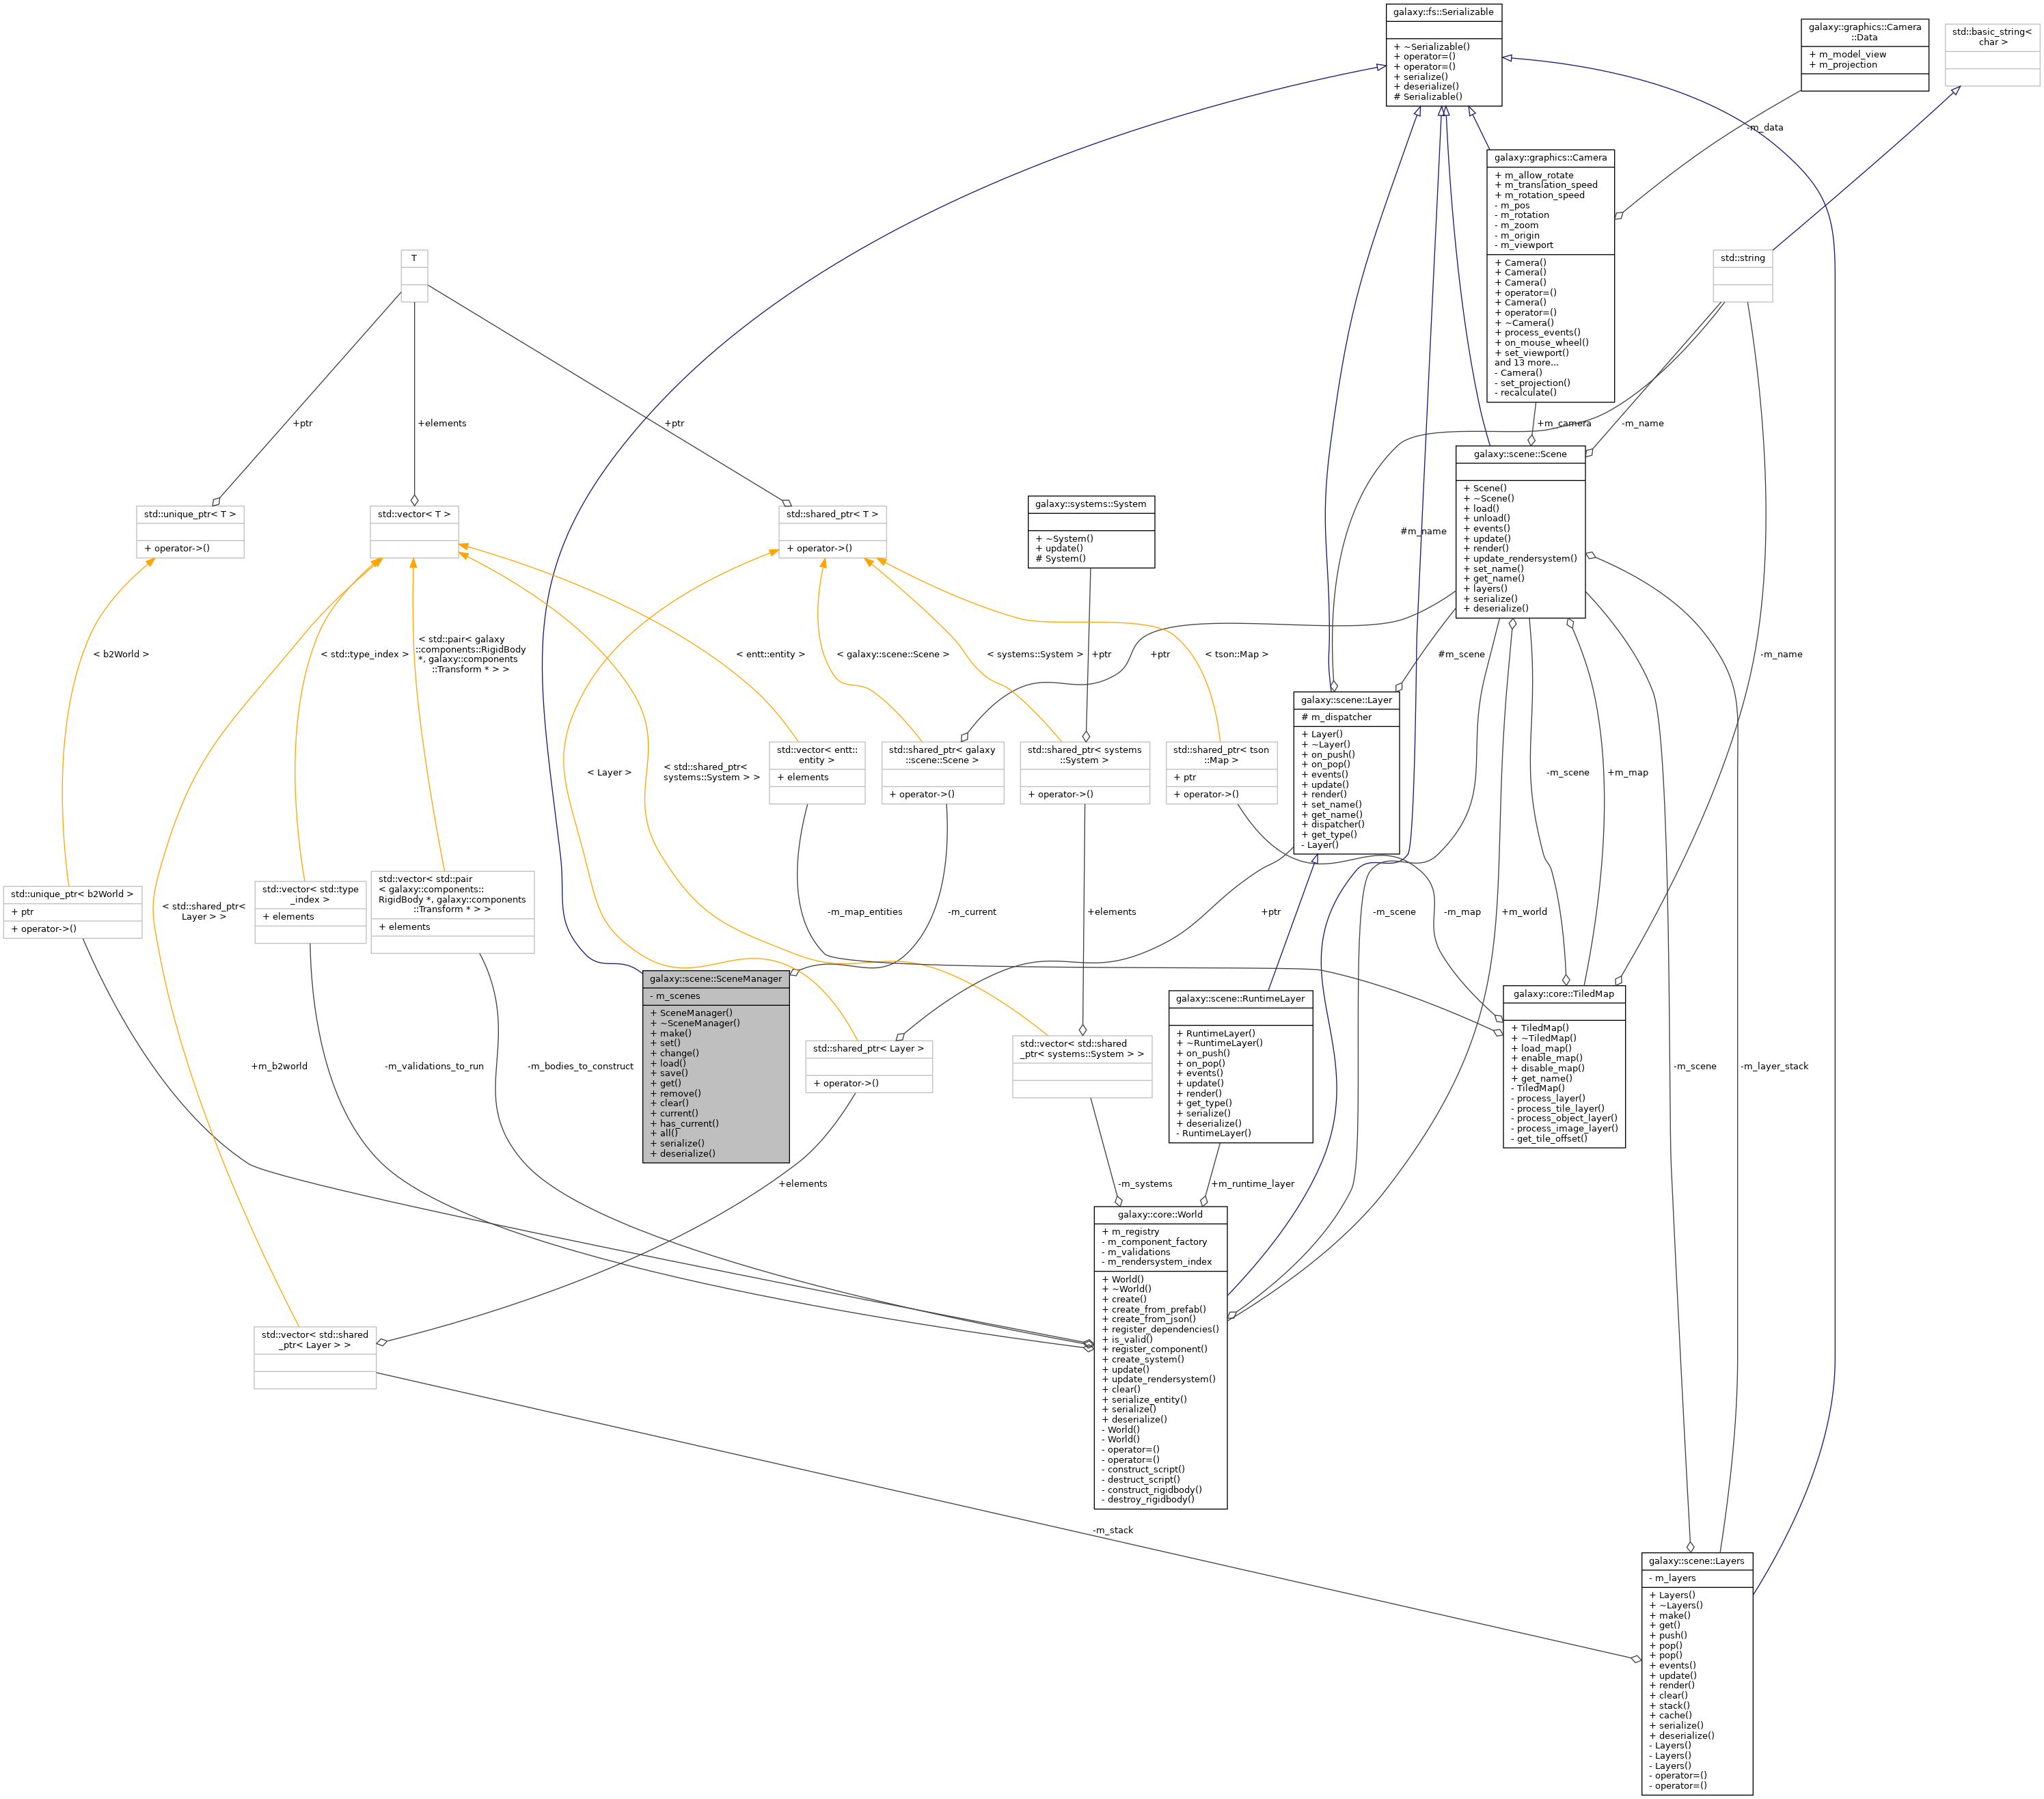 galaxy::fs::Serializable
+ ~Serializable()
+ operator=()
+ operator=()
+ serialize()
+ deserialize()
# Serializable()
galaxy::graphics::Camera
::Data
+ m_model_view
+ m_projection
std::basic_string<
char >
-m_data
galaxy::graphics::Camera
+ m_allow_rotate
+ m_translation_speed
+ m_rotation_speed
- m_pos
- m_rotation
- m_zoom
- m_origin
- m_viewport
+ Camera()
+ Camera()
+ Camera()
+ operator=()
+ Camera()
+ operator=()
+ ~Camera()
+ process_events()
+ on_mouse_wheel()
+ set_viewport()
and 13 more...
- Camera()
- set_projection()
- recalculate()
T
std::string
+ptr
+elements
+ptr
+m_camera
-m_name
galaxy::scene::Scene
+ Scene()
+ ~Scene()
+ load()
+ unload()
+ events()
+ update()
+ render()
+ update_rendersystem()
+ set_name()
+ get_name()
+ layers()
+ serialize()
+ deserialize()
std::unique_ptr< T >
+ operator->()
std::vector< T >
std::shared_ptr< T >
+ operator->()
galaxy::systems::System
+ ~System()
+ update()
# System()
#m_name
< b2World >
< std::type_index >
< std::pair< galaxy
::components::RigidBody
*, galaxy::components
::Transform * > >
< entt::entity >
< galaxy::scene::Scene >
< systems::System >
+ptr
+ptr
< tson::Map >
#m_scene
-m_name
galaxy::scene::Layer
# m_dispatcher
+ Layer()
+ ~Layer()
+ on_push()
+ on_pop()
+ events()
+ update()
+ render()
+ set_name()
+ get_name()
+ dispatcher()
+ get_type()
- Layer()
< Layer >
< std::shared_ptr<
systems::System > >
std::vector< entt::
entity >
+ elements
std::shared_ptr< galaxy
::scene::Scene >
+ operator->()
std::shared_ptr< systems
::System >
+ operator->()
std::shared_ptr< tson
::Map >
+ ptr
+ operator->()
-m_scene
+m_map
std::unique_ptr< b2World >
+ ptr
+ operator->()
< std::shared_ptr<
Layer > >
std::vector< std::type
_index >
+ elements
std::vector< std::pair
< galaxy::components::
RigidBody *, galaxy::components
::Transform * > >
+ elements
-m_map_entities
-m_current
+elements
+ptr
-m_scene
-m_map
+m_world
galaxy::scene::SceneManager
- m_scenes
+ SceneManager()
+ ~SceneManager()
+ make()
+ set()
+ change()
+ load()
+ save()
+ get()
+ remove()
+ clear()
+ current()
+ has_current()
+ all()
+ serialize()
+ deserialize()
std::shared_ptr< Layer >
+ operator->()
std::vector< std::shared
_ptr< systems::System > >
galaxy::scene::RuntimeLayer
+ RuntimeLayer()
+ ~RuntimeLayer()
+ on_push()
+ on_pop()
+ events()
+ update()
+ render()
+ get_type()
+ serialize()
+ deserialize()
- RuntimeLayer()
galaxy::core::TiledMap
+ TiledMap()
+ ~TiledMap()
+ load_map()
+ enable_map()
+ disable_map()
+ get_name()
- TiledMap()
- process_layer()
- process_tile_layer()
- process_object_layer()
- process_image_layer()
- get_tile_offset()
+m_b2world
-m_validations_to_run
-m_bodies_to_construct
-m_scene
-m_layer_stack
+elements
-m_systems
+m_runtime_layer
galaxy::core::World
+ m_registry
- m_component_factory
- m_validations
- m_rendersystem_index
+ World()
+ ~World()
+ create()
+ create_from_prefab()
+ create_from_json()
+ register_dependencies()
+ is_valid()
+ register_component()
+ create_system()
+ update()
+ update_rendersystem()
+ clear()
+ serialize_entity()
+ serialize()
+ deserialize()
- World()
- World()
- operator=()
- operator=()
- construct_script()
- destruct_script()
- construct_rigidbody()
- destroy_rigidbody()
std::vector< std::shared
_ptr< Layer > >
-m_stack
galaxy::scene::Layers
- m_layers
+ Layers()
+ ~Layers()
+ make()
+ get()
+ push()
+ pop()
+ pop()
+ events()
+ update()
+ render()
+ clear()
+ stack()
+ cache()
+ serialize()
+ deserialize()
- Layers()
- Layers()
- Layers()
- operator=()
- operator=()